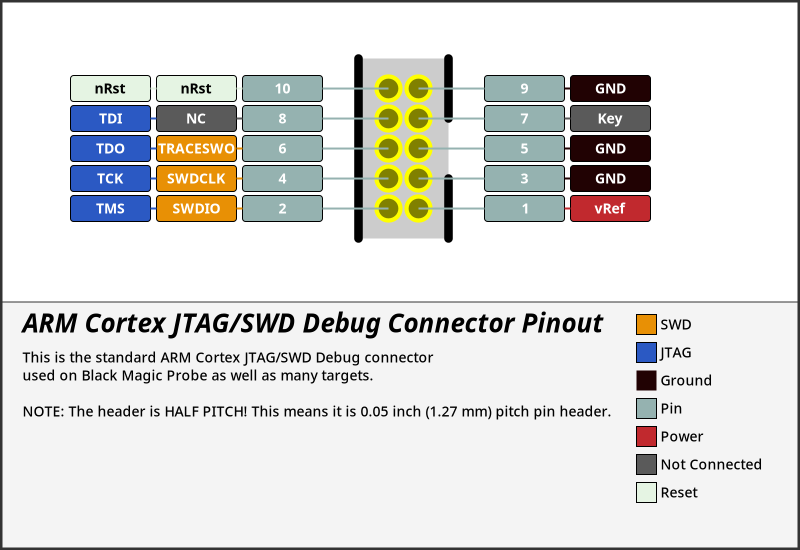 nRst nRst 10 9 GND
TDI NC 8 7 Key
TDO TRACESWO 6 5 GND
TCK SWDCLK 4 3 GND
TMS SWDIO 2 1 vRef
ARM Cortex JTAG/SWD Debug Connector Pinout
This is the standard ARM Cortex JTAG/SWD Debug connector
used on Black Magic Probe as well as many targets.
NOTE: The header is HALF PITCH! This means it is 0.05 inch (1.27 mm) pitch pin header.
SWD
JTAG
Ground
Pin
Power
Not Connected
Reset